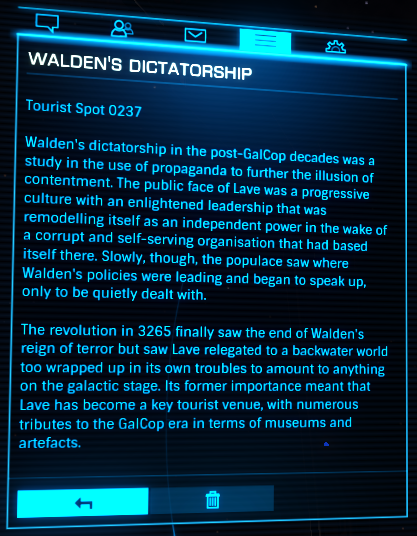 WALDEN'S DICTATORSHIP
Tourist Spot 0237
Walden's dictatorship in the post-GalCop decades was a
study in the use of propaganda to further the illusion of
contentment. The public face of Lave was a progressive
culture with an enlightened leadership that was
remodelling itself as an independent power in the wake of
a corrupt and self-serving organisation that had based
itself there. Slowly, though, the populace saw where
Walden's policies were leading and began to speak up,
only to be quietly dealt with.
The revolution in 3265 finally saw the end of Walden's
reign of terror but saw Lave relegated to a backwater world
too wrapped up in its own troubles to amount to anything
on the galactic stage. Its former importance meant that
Lave has become a key tourist venue, with numerous
tributes to the GalCop era in terms of museums and
artefacts.